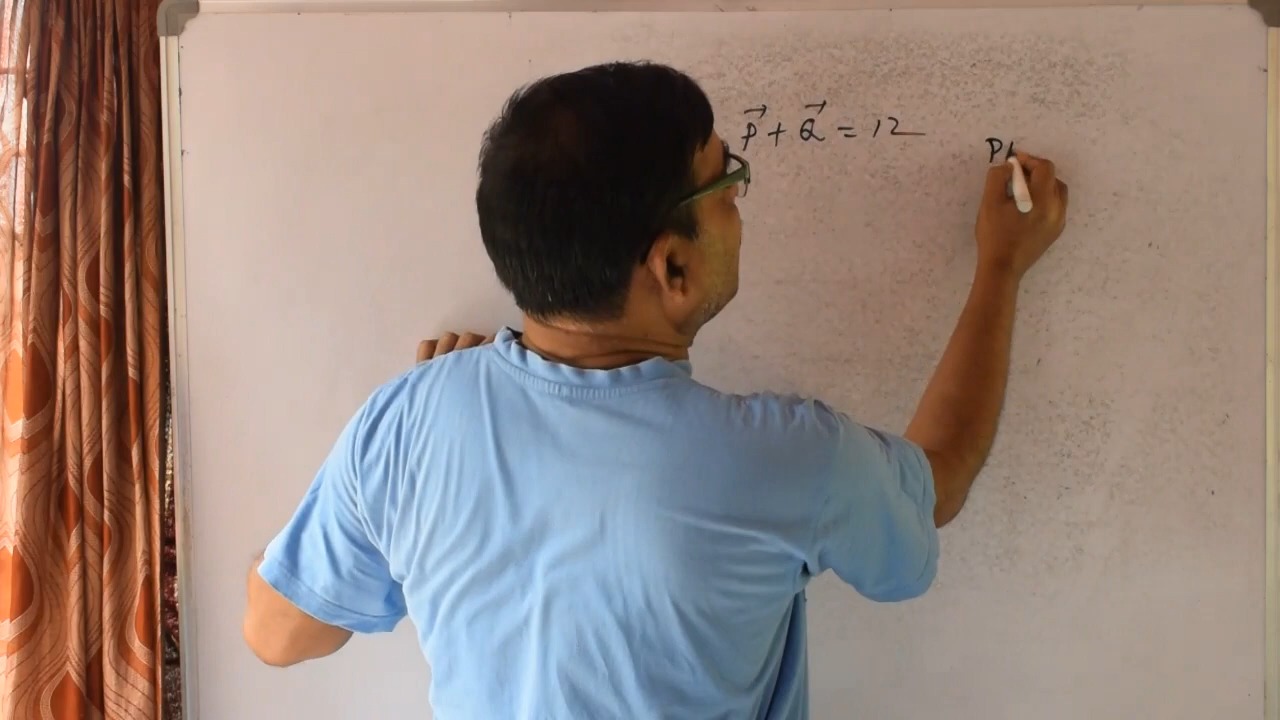 P⃗ + Q⃗ = 12
P